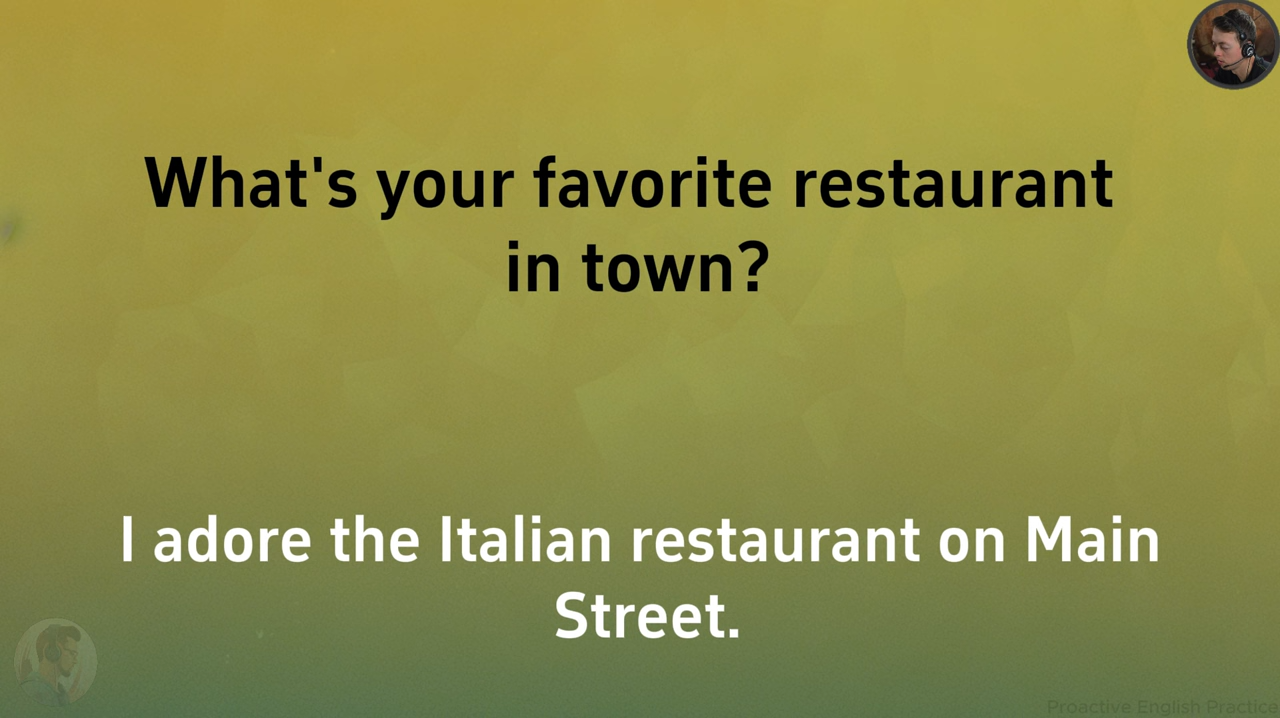 What's your favorite restaurant
in town?
I adore the Italian restaurant on Main
Street.
Proactive English Practice